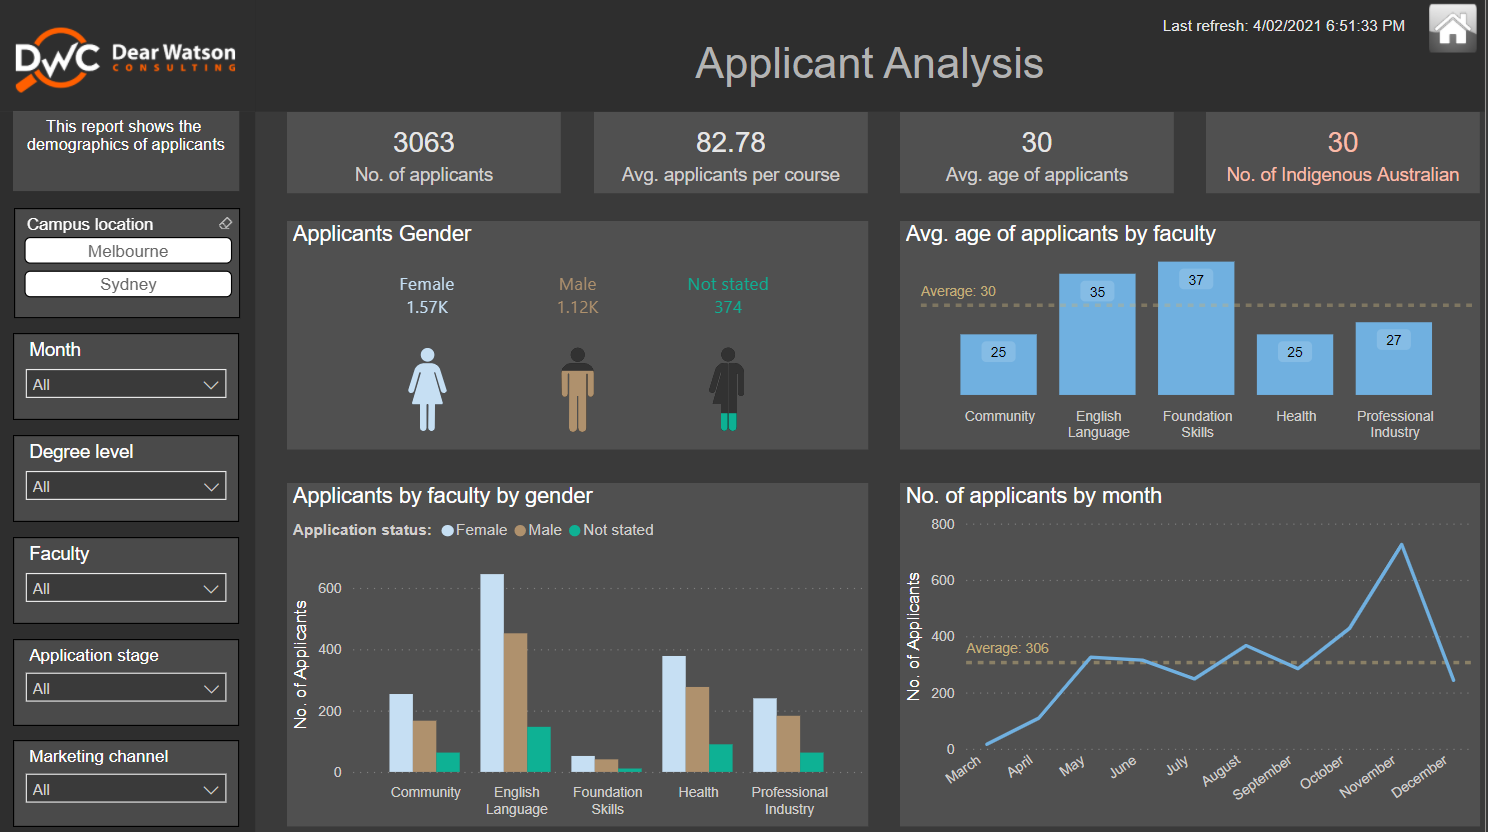 DWC Dear Watson
CONSULTING
Last refresh: 4/02/2021 6:51:33 PM
Applicant Analysis
This report shows the
demographics of applicants
3063
No. of applicants
82.78
Avg. applicants per course
30
Avg. age of applicants
30
No. of Indigenous Australian
Campus location
Melbourne
Sydney
Month
All
Degree level
All
Faculty
All
Application stage
All
Marketing channel
All
Applicants Gender
Female
1.57K
Male
1.12K
Not stated
374
Avg. age of applicants by faculty
Average: 30
25
35
37
25
27
Community
English
Language
Foundation
Skills
Health
Professional
Industry
Applicants by faculty by gender
Application status: Female Male Not stated
No. of Applicants
600
400
200
0
Community
English
Language
Foundation
Skills
Health
Professional
Industry
No. of applicants by month
No. of Applicants
800
600
400
200
0
Average: 306
March
April
May
June
July
August
September
October
November
December